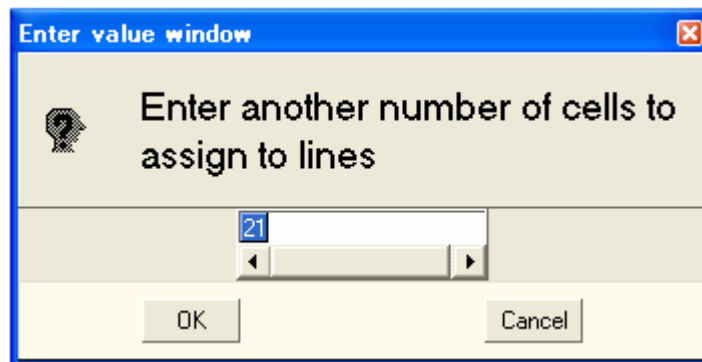 Enter value window
Enter another number of cells to
assign to lines
21
OK Cancel